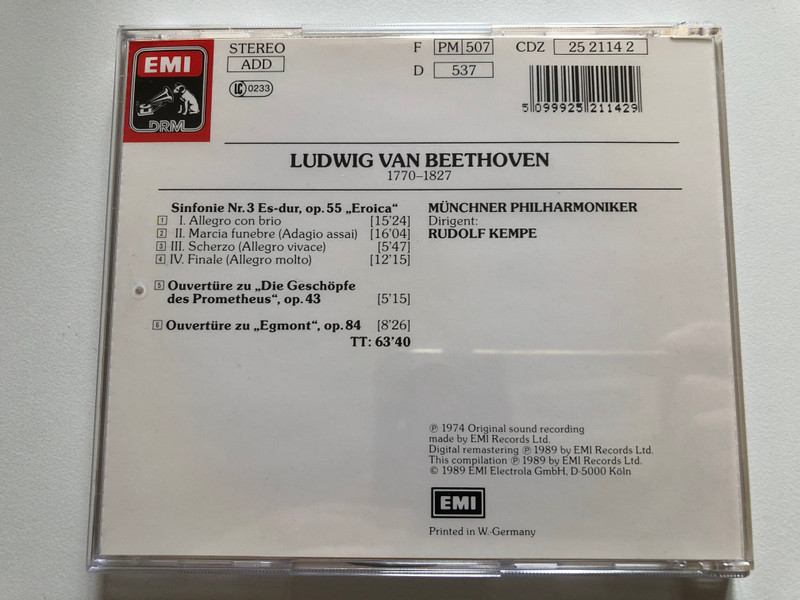 EMI
DRM
STEREO
ADD
LC 0233
F PM 507 CDZ 25 2114 2
D 537
5 099925 211429
LUDWIG VAN BEETHOVEN
1770–1827
Sinfonie Nr. 3 Es-dur, op. 55 „Eroica“
1 I. Allegro con brio [15’24]
2 II. Marcia funebre (Adagio assai) [16’04]
3 III. Scherzo (Allegro vivace) [5’47]
4 IV. Finale (Allegro molto) [12’15]
5 Ouvertüre zu „Die Geschöpfe
des Prometheus“, op. 43 [5’15]
6 Ouvertüre zu „Egmont“, op. 84 [8’26]
TT: 63’40
MÜNCHNER PHILHARMONIKER
Dirigent:
RUDOLF KEMPE
℗ 1974 Original sound recording
made by EMI Records Ltd.
Digital remastering ℗ 1989 by EMI Records Ltd.
This compilation ℗ 1989 by EMI Records Ltd.
© 1989 EMI Electrola GmbH, D-5000 Köln
EMI
Printed in W.-Germany